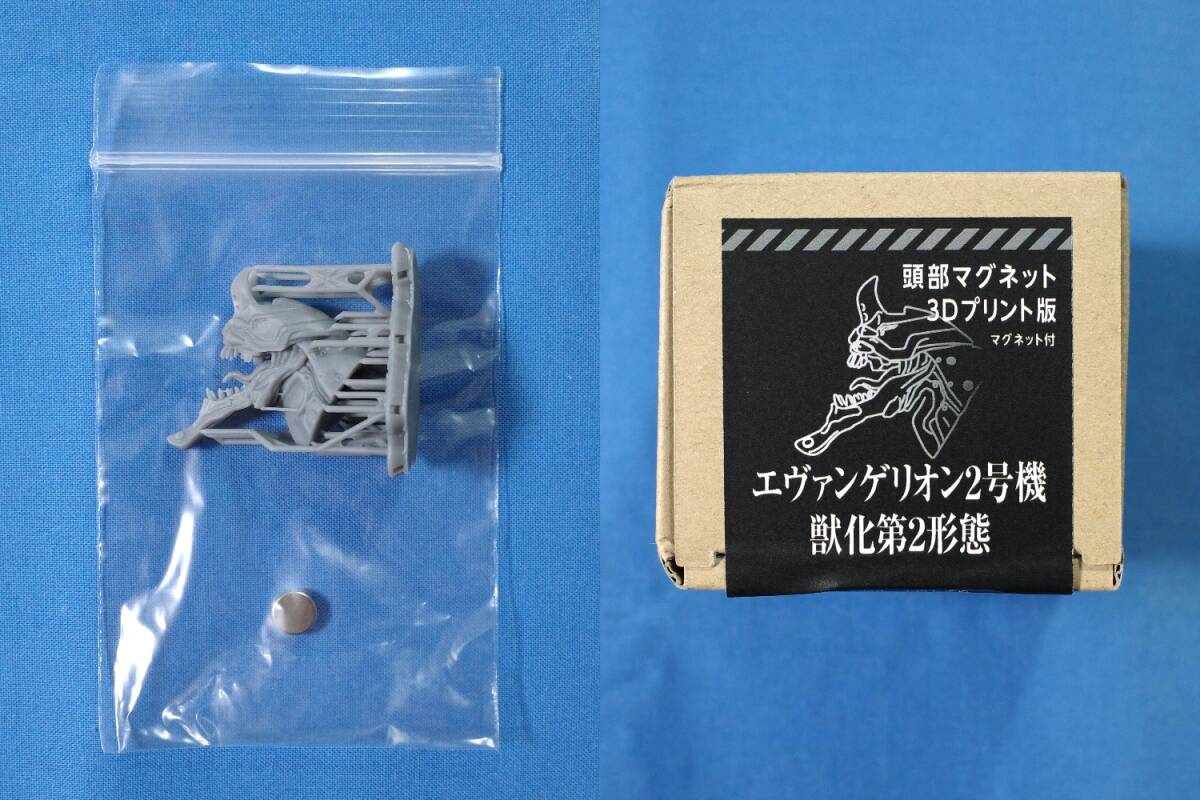 頭部マグネット
3Dプリント版
マグネット付
エヴァンゲリオン2号機
獣化第2形態